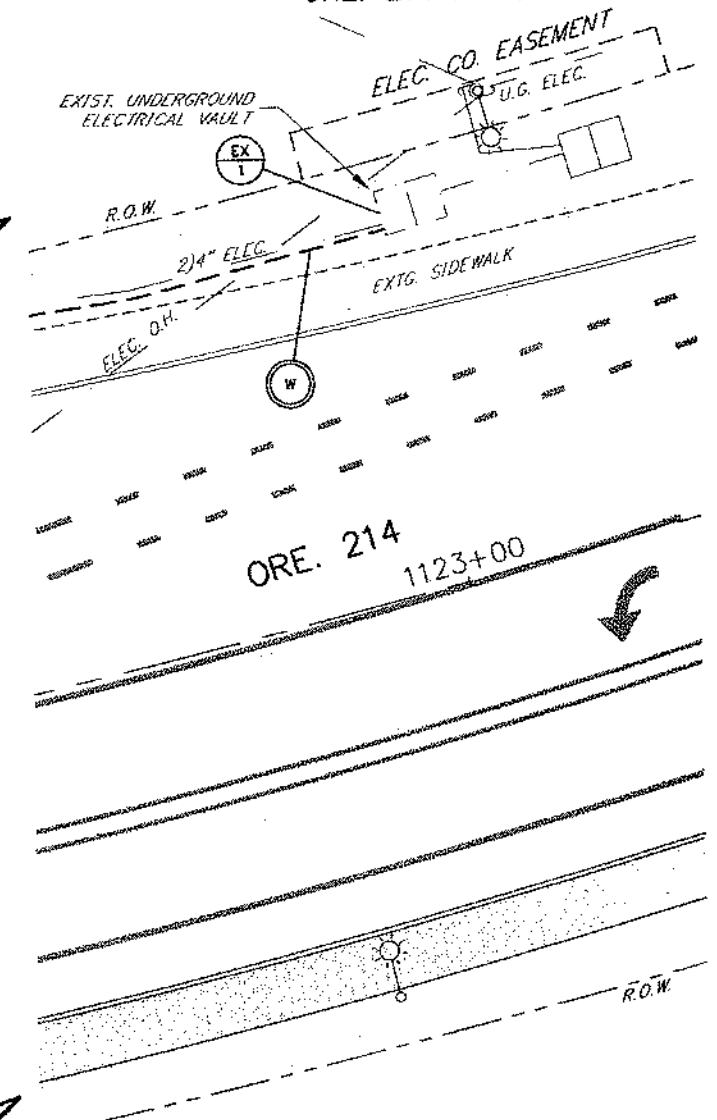 ELEC. CO. EASEMENT
U.G. ELEC.
EXIST. UNDERGROUND
ELECTRICAL VAULT
EX
1
R.O.W.
2)4" ELEC.
EXTG. SIDEWALK
ELEC. O.H.
W
ORE. 214
1123+00
R.O.W.